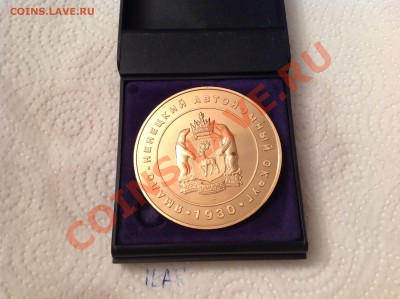 COINS.LAVE.RU
ЯМАЛО-НЕНЕЦКИЙ АВТОНОМНЫЙ ОКРУГ
• 1930 •
COINS.LAVE.RU